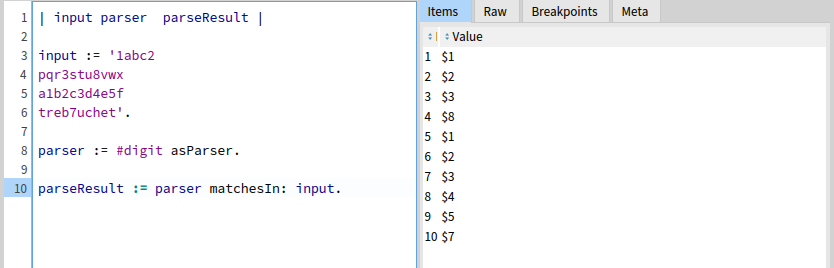 1 | input parser  parseResult |
2
3 input := '1abc2
4 pqr3stu8vwx
5 a1b2c3d4e5f
6 treb7uchet'.
7
8 parser := #digit asParser.
9
10 parseResult := parser matchesIn: input.
Items Raw Breakpoints Meta
Value
1 $1
2 $2
3 $3
4 $8
5 $1
6 $2
7 $3
8 $4
9 $5
10 $7